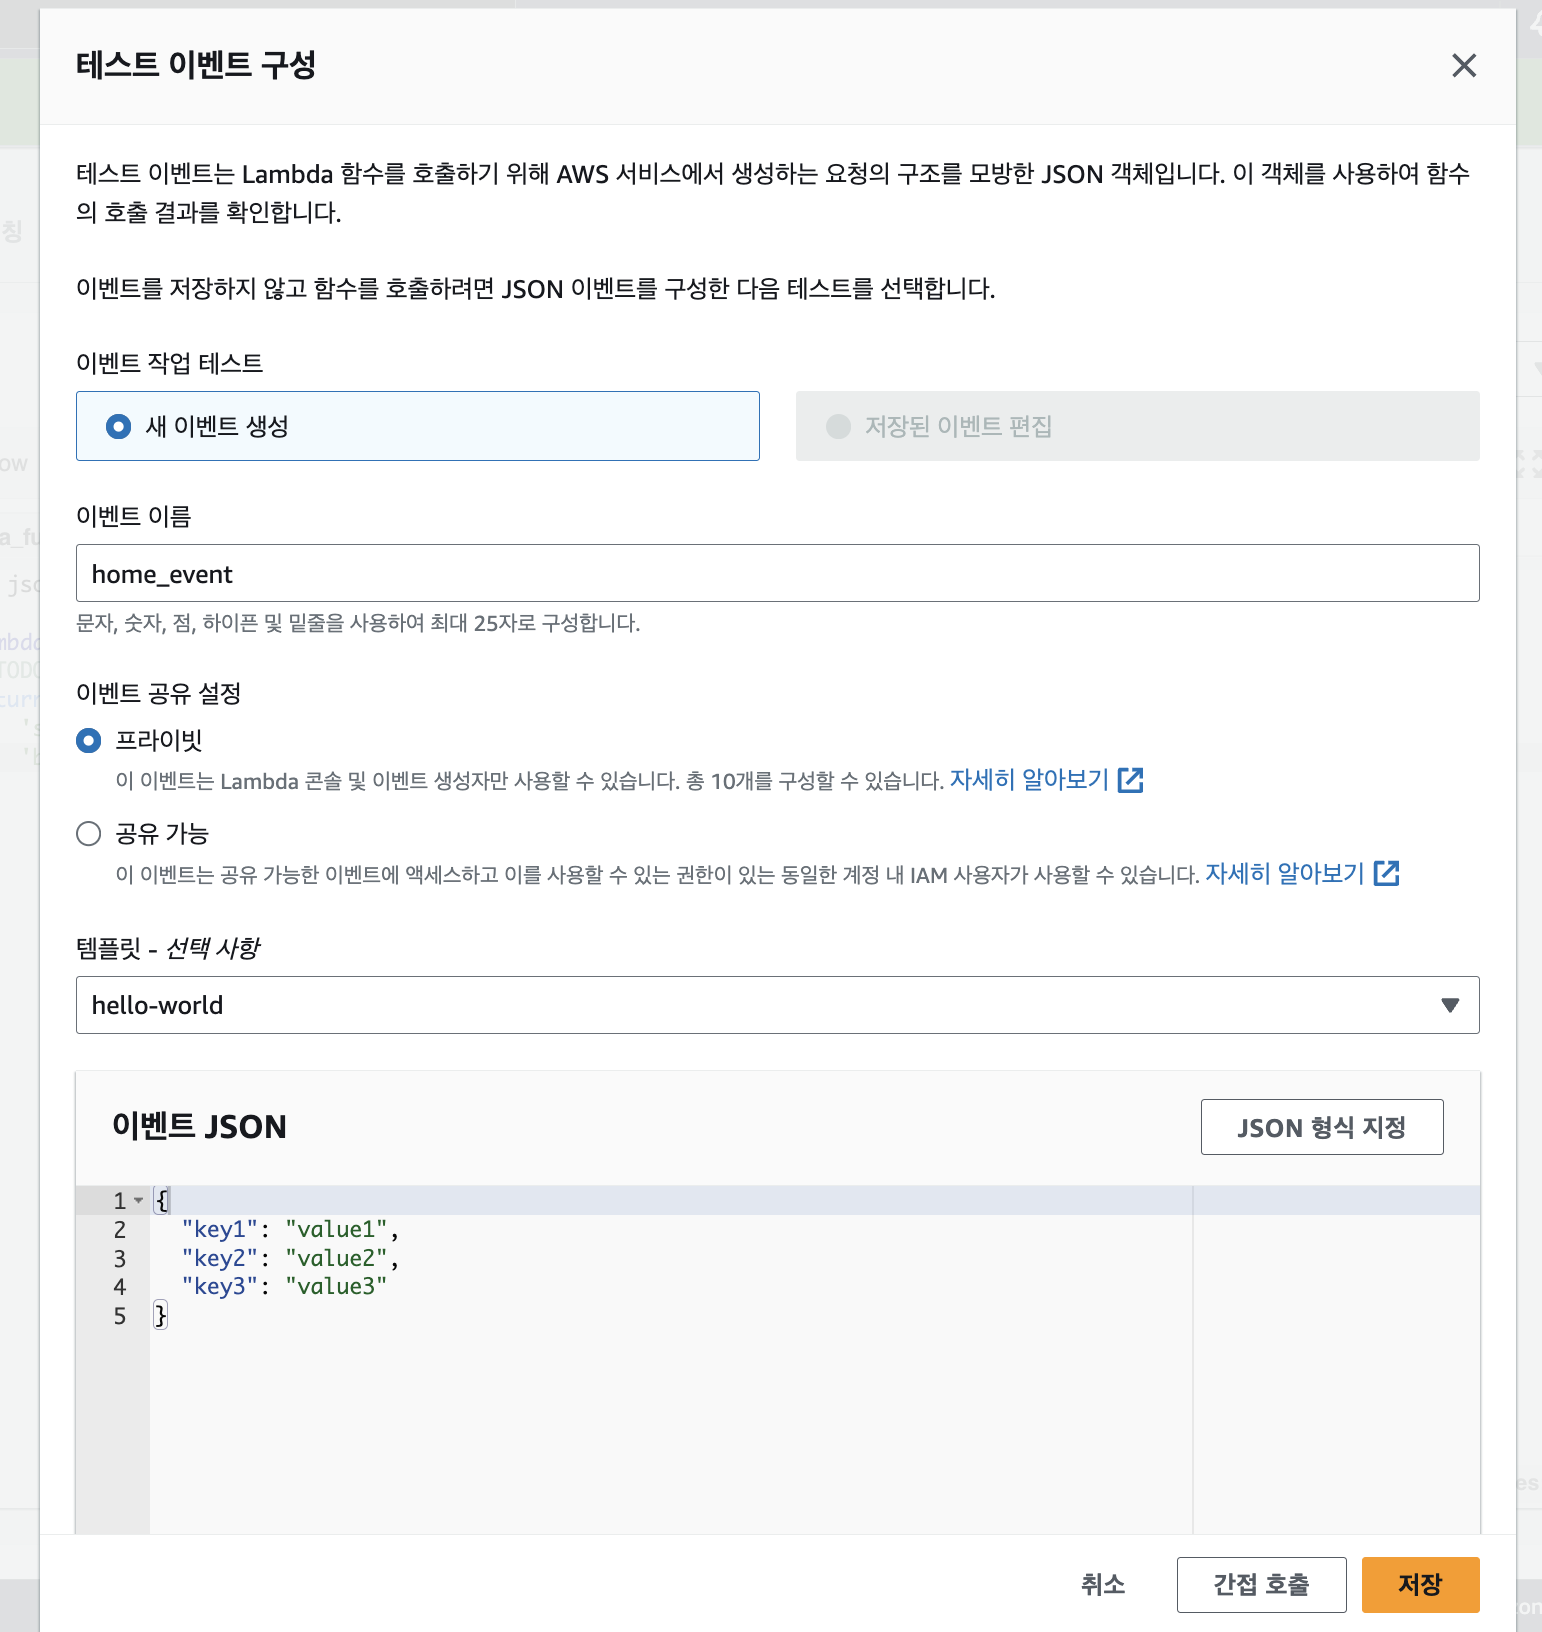 테스트 이벤트 구성
테스트 이벤트는 Lambda 함수를 호출하기 위해 AWS 서비스에서 생성하는 요청의 구조를 모방한 JSON 객체입니다. 이 객체를 사용하여 함수
의 호출 결과를 확인합니다.
이벤트를 저장하지 않고 함수를 호출하려면 JSON 이벤트를 구성한 다음 테스트를 선택합니다.
이벤트 작업 테스트
새 이벤트 생성
저장된 이벤트 편집
이벤트 이름
home_event
문자, 숫자, 점, 하이픈 및 밑줄을 사용하여 최대 25자로 구성합니다.
이벤트 공유 설정
프라이빗
이 이벤트는 Lambda 콘솔 및 이벤트 생성자만 사용할 수 있습니다. 총 10개를 구성할 수 있습니다. 자세히 알아보기
공유 가능
이 이벤트는 공유 가능한 이벤트에 액세스하고 이를 사용할 수 있는 권한이 있는 동일한 계정 내 IAM 사용자가 사용할 수 있습니다. 자세히 알아보기
템플릿 - 선택 사항
hello-world
이벤트 JSON
JSON 형식 지정
1 {
2 "key1": "value1",
3 "key2": "value2",
4 "key3": "value3"
5 }
취소
간접 호출
저장